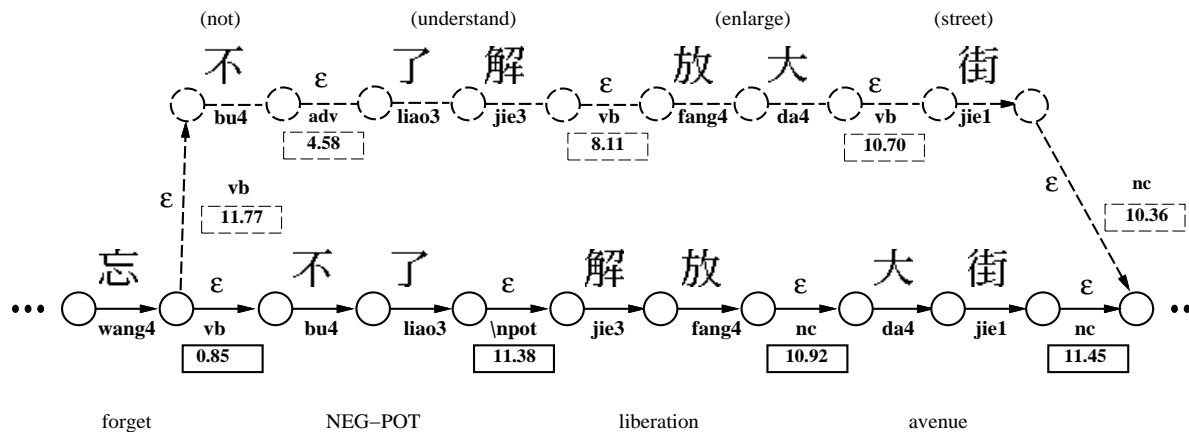 (not) (understand) (enlarge) (street)
不 了 解 放 大 街
ε ε ε
bu4 adv liao3 jie3 vb fang4 da4 vb jie1
4.58 8.11 10.70
ε vb ε nc
11.77 10.36
忘 不 了 解 放 大 街
ε ε ε ε
••• wang4 vb bu4 liao3 \npot jie3 fang4 nc da4 jie1 nc •••
0.85 11.38 10.92 11.45
forget NEG–POT liberation avenue